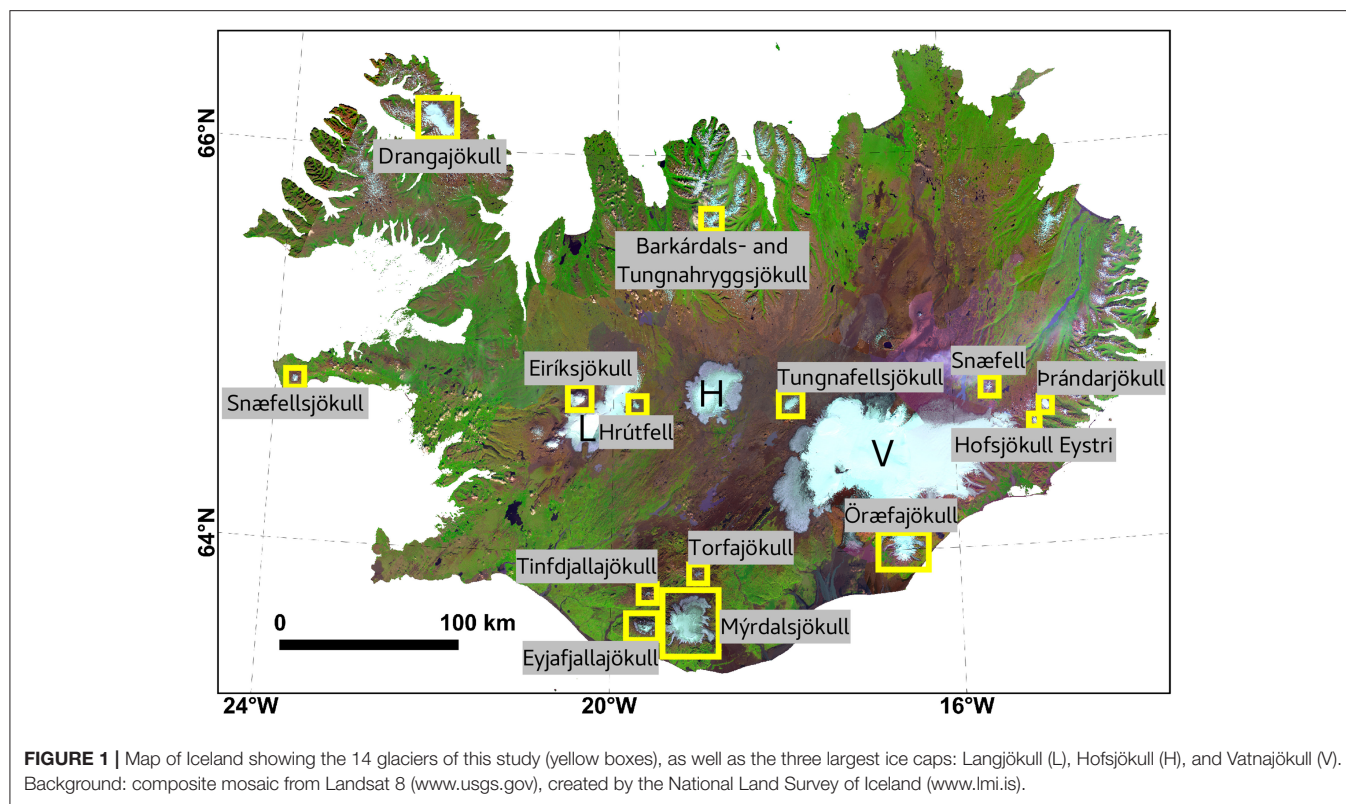 66°N
Drangajökull
Barkárdals- and
Tungnahryggsjökull
Snæfellsjökull
Eiríksjökull
Hrútfell
L
H
Tungnafellsjökull
Snæfell
Þrándarjökull
Hofsjökull Eystri
V
64°N
Öræfajökull
Torfajökull
Tinfdjallajökull
Mýrdalsjökull
Eyjafjallajökull
0 100 km
24°W 20°W 16°W
FIGURE 1 | Map of Iceland showing the 14 glaciers of this study (yellow boxes), as well as the three largest ice caps: Langjökull (L), Hofsjökull (H), and Vatnajökull (V).
Background: composite mosaic from Landsat 8 (www.usgs.gov), created by the National Land Survey of Iceland (www.lmi.is).